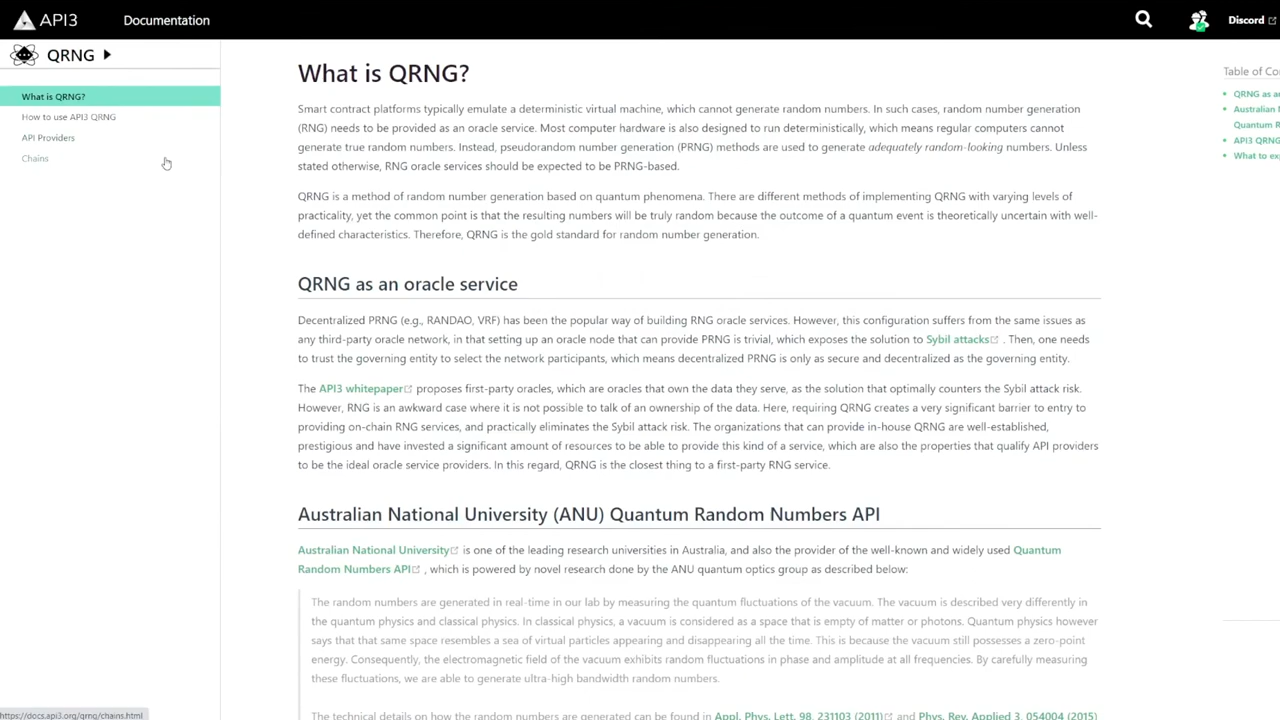 API3 Documentation Discord
QRNG
What is QRNG?
How to use API3 QRNG
API Providers
Chains
What is QRNG?
Smart contract platforms typically emulate a deterministic virtual machine, which cannot generate random numbers. In such cases, random number generation
(RNG) needs to be provided as an oracle service. Most computer hardware is also designed to run deterministically, which means regular computers cannot
generate true random numbers. Instead, pseudorandom number generation (PRNG) methods are used to generate adequately random-looking numbers. Unless
stated otherwise, RNG oracle services should be expected to be PRNG-based.
QRNG is a method of random number generation based on quantum phenomena. There are different methods of implementing QRNG with varying levels of
practicality, yet the common point is that the resulting numbers will be truly random because the outcome of a quantum event is theoretically uncertain with well-
defined characteristics. Therefore, QRNG is the gold standard for random number generation.
QRNG as an oracle service
Decentralized PRNG (e.g., RANDAO, VRF) has been the popular way of building RNG oracle services. However, this configuration suffers from the same issues as
any third-party oracle network, in that setting up an oracle node that can provide PRNG is trivial, which exposes the solution to Sybil attacks . Then, one needs
to trust the governing entity to select the network participants, which means decentralized PRNG is only as secure and decentralized as the governing entity.
The API3 whitepaper proposes first-party oracles, which are oracles that own the data they serve, as the solution that optimally counters the Sybil attack risk.
However, RNG is an awkward case where it is not possible to talk of an ownership of the data. Here, requiring QRNG creates a very significant barrier to entry to
providing on-chain RNG services, and practically eliminates the Sybil attack risk. The organizations that can provide in-house QRNG are well-established,
prestigious and have invested a significant amount of resources to be able to provide this kind of a service, which are also the properties that qualify API providers
to be the ideal oracle service providers. In this regard, QRNG is the closest thing to a first-party RNG service.
Australian National University (ANU) Quantum Random Numbers API
Australian National University is one of the leading research universities in Australia, and also the provider of the well-known and widely used Quantum
Random Numbers API , which is powered by novel research done by the ANU quantum optics group as described below:
The random numbers are generated in real-time in our lab by measuring the quantum fluctuations of the vacuum. The vacuum is described very differently in
the quantum physics and classical physics. In classical physics, a vacuum is considered as a space that is empty of matter or photons. Quantum physics however
says that that same space resembles a sea of virtual particles appearing and disappearing all the time. This is because the vacuum still possesses a zero-point
energy. Consequently, the electromagnetic field of the vacuum exhibits random fluctuations in phase and amplitude at all frequencies. By carefully measuring
these fluctuations, we are able to generate ultra-high bandwidth random numbers.
The technical details on how the random numbers are generated can be found in Appl. Phys. Lett. 98, 231103 (2011) and Phys. Rev. Applied 3, 054004 (2015)
Table of Co
QRNG as an
Australian N
Quantum R
API3 QRNG
What to exp
https://docs.api3.org/qrng/chains.html